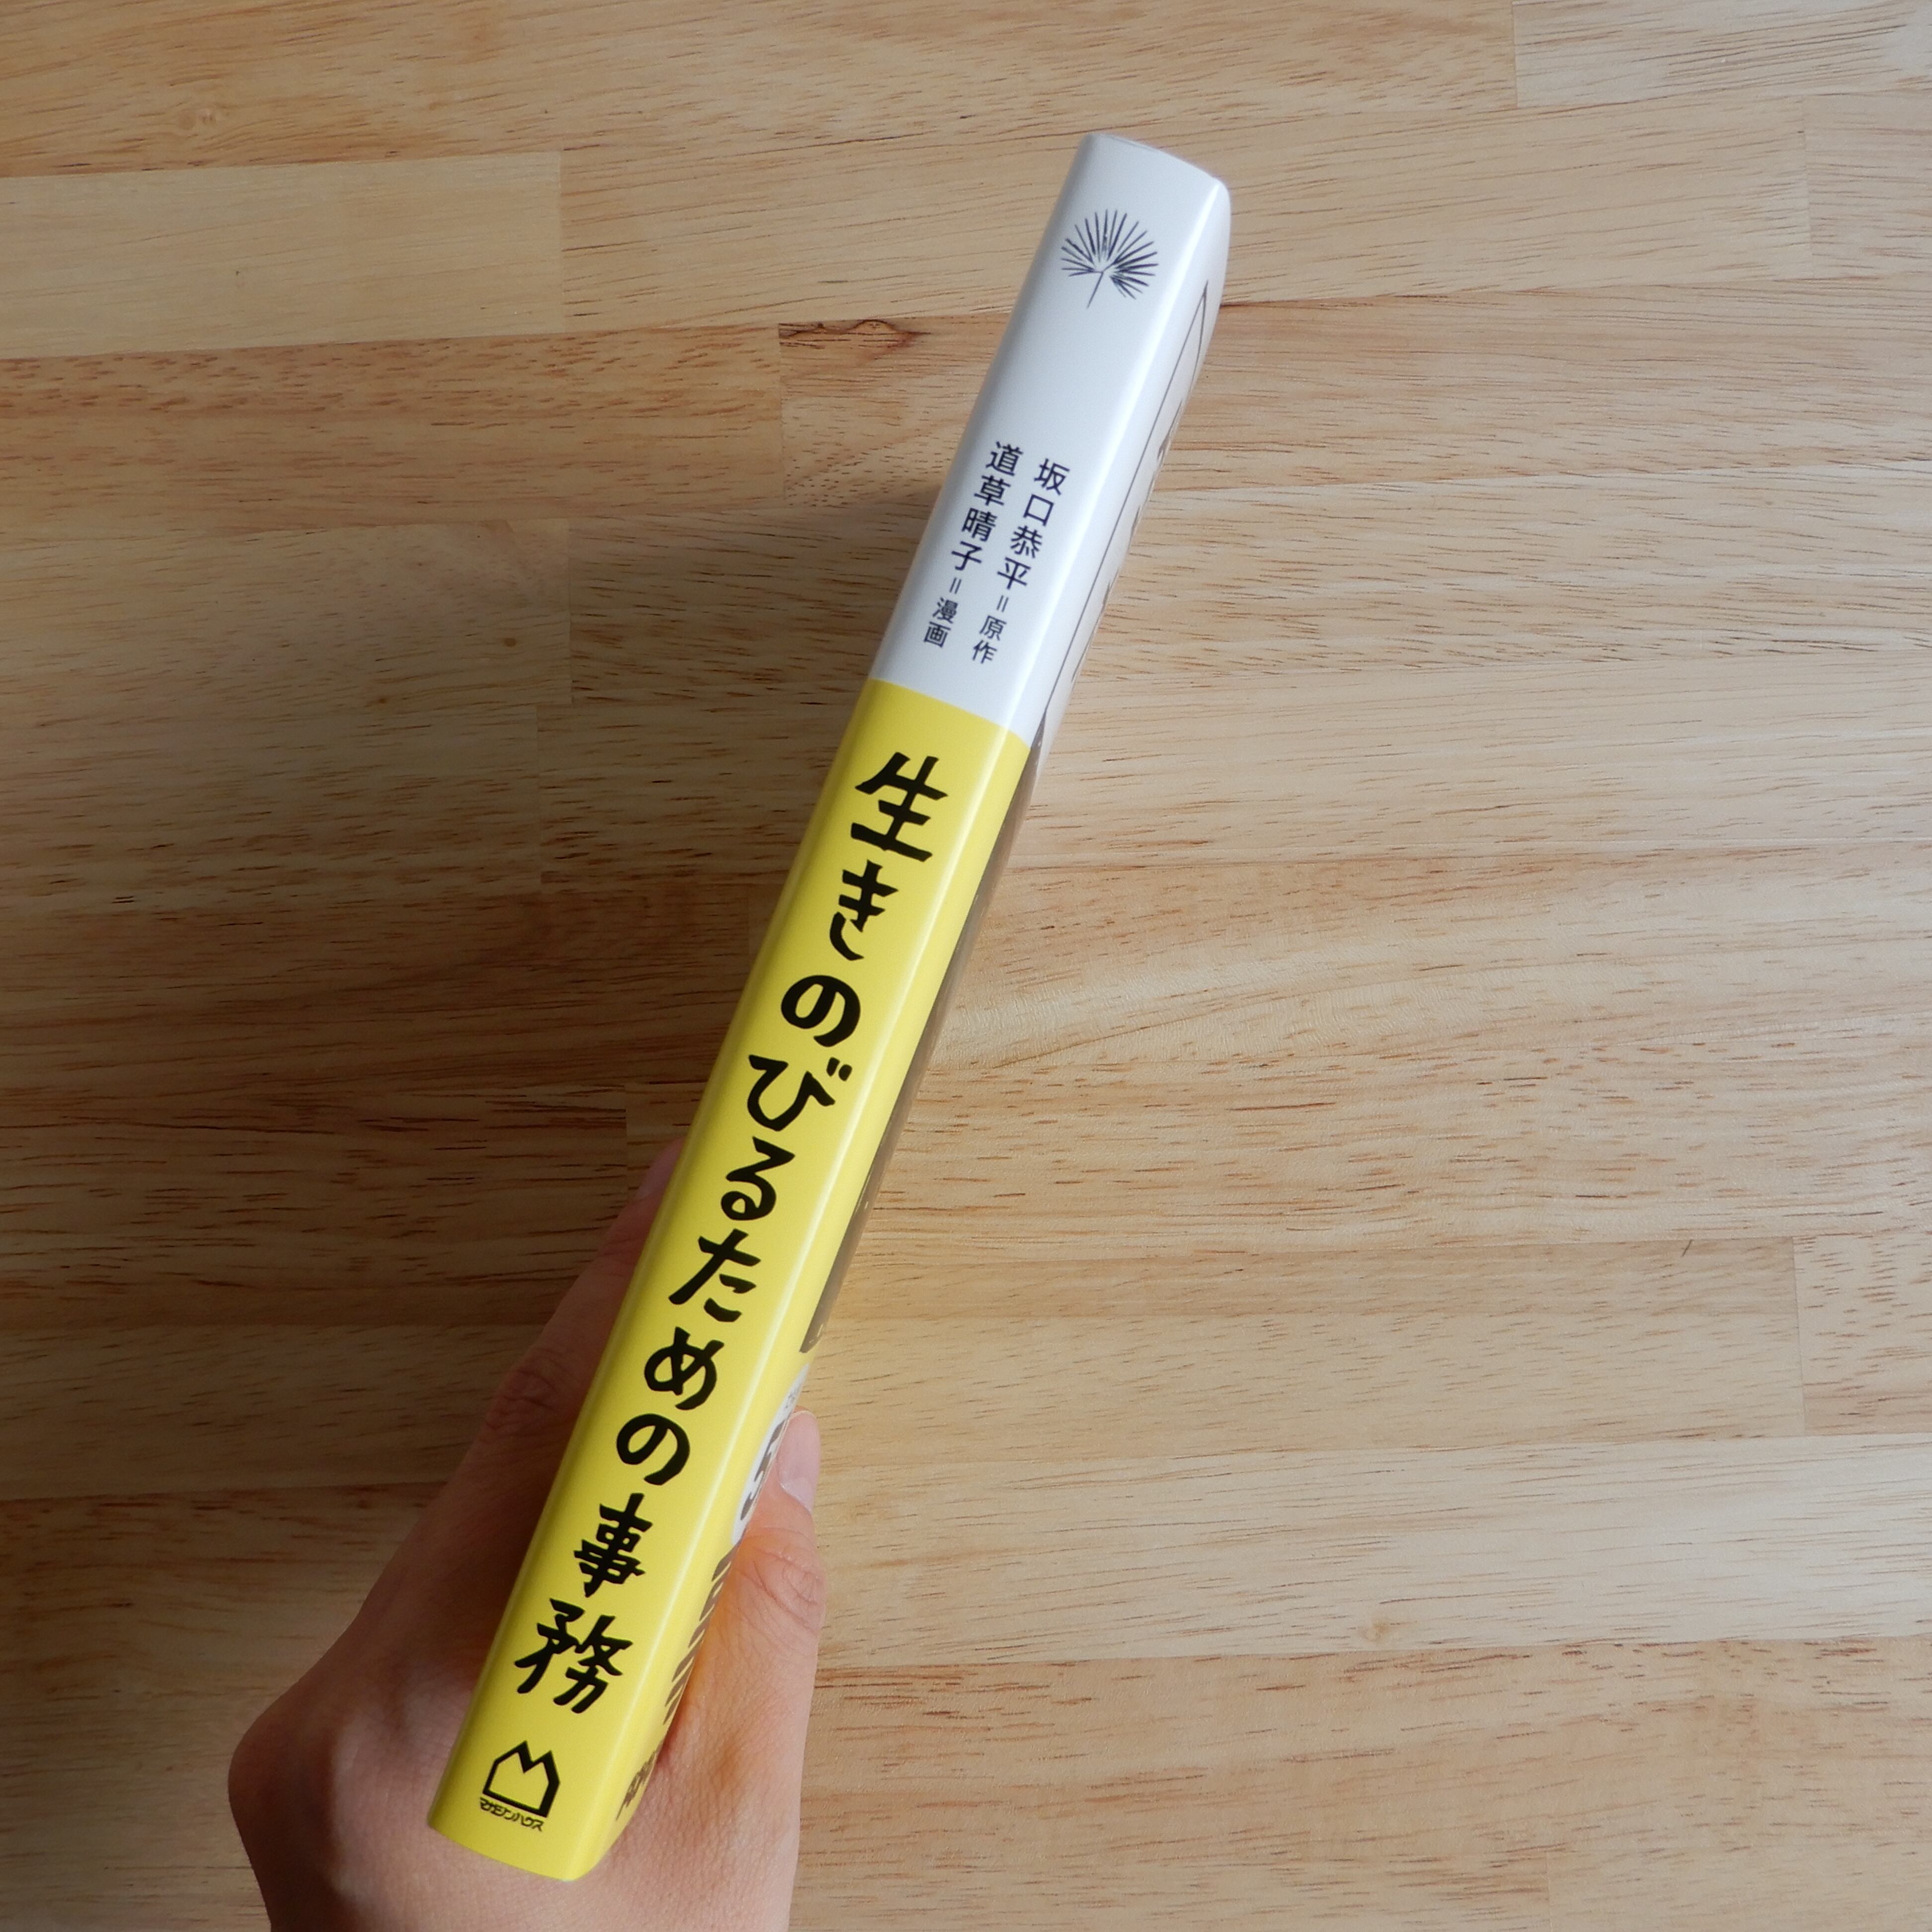 坂口恭平=原作
道草晴子=漫画
生きのびるための事務
マガジンハウス